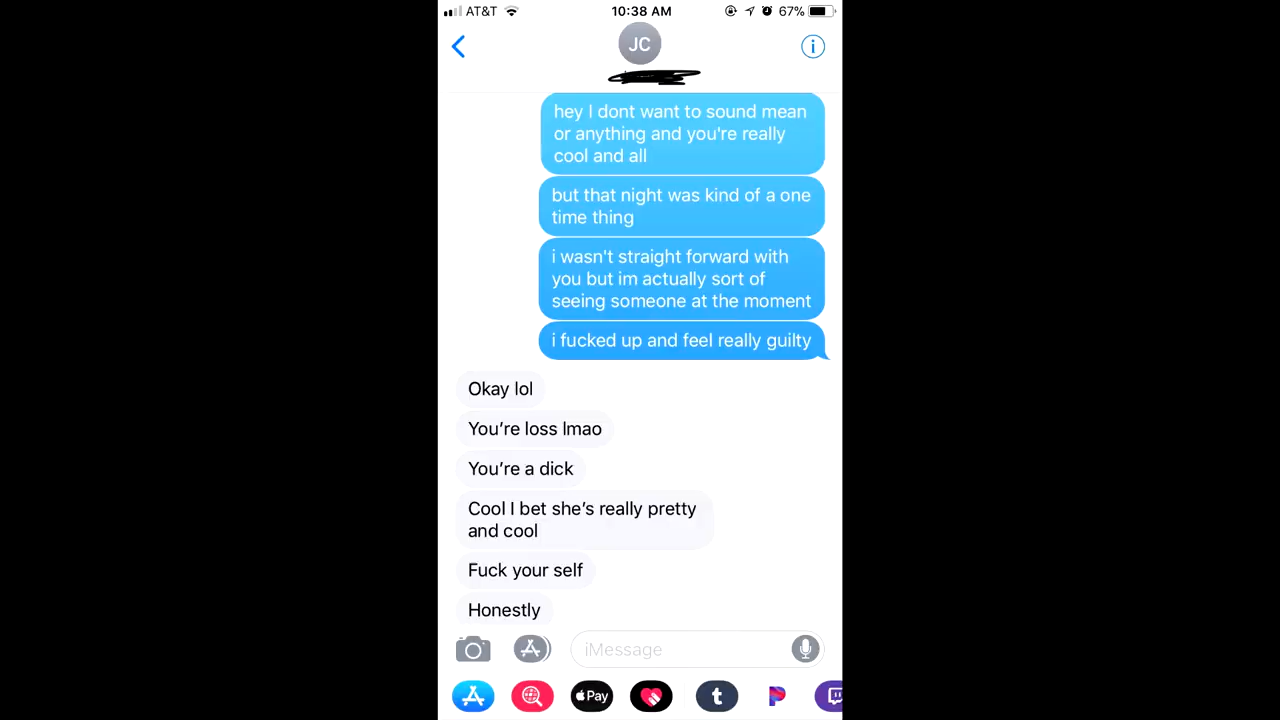 AT&T 10:38 AM 67%
JC
hey I dont want to sound mean
or anything and you're really
cool and all
but that night was kind of a one
time thing
i wasn't straight forward with
you but im actually sort of
seeing someone at the moment
i fucked up and feel really guilty
Okay lol
You’re loss lmao
You’re a dick
Cool I bet she’s really pretty
and cool
Fuck your self
Honestly
iMessage
Pay